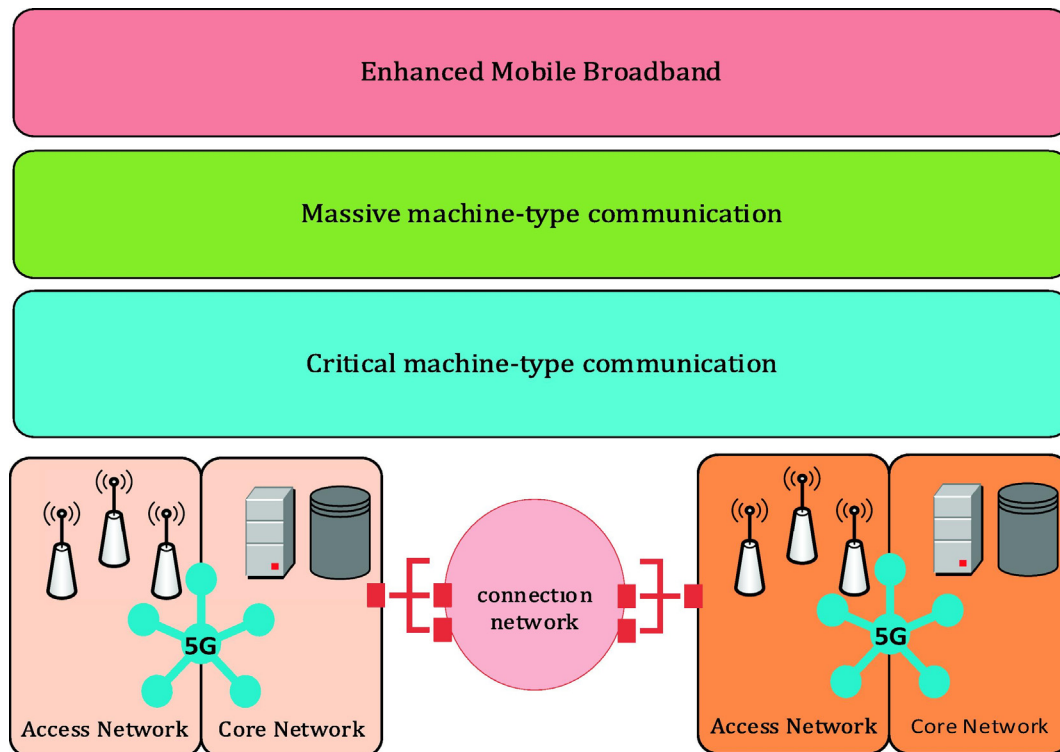 Enhanced Mobile Broadband
Massive machine-type communication
Critical machine-type communication
5G
Access Network
Core Network
connection
network
5G
Access Network
Core Network